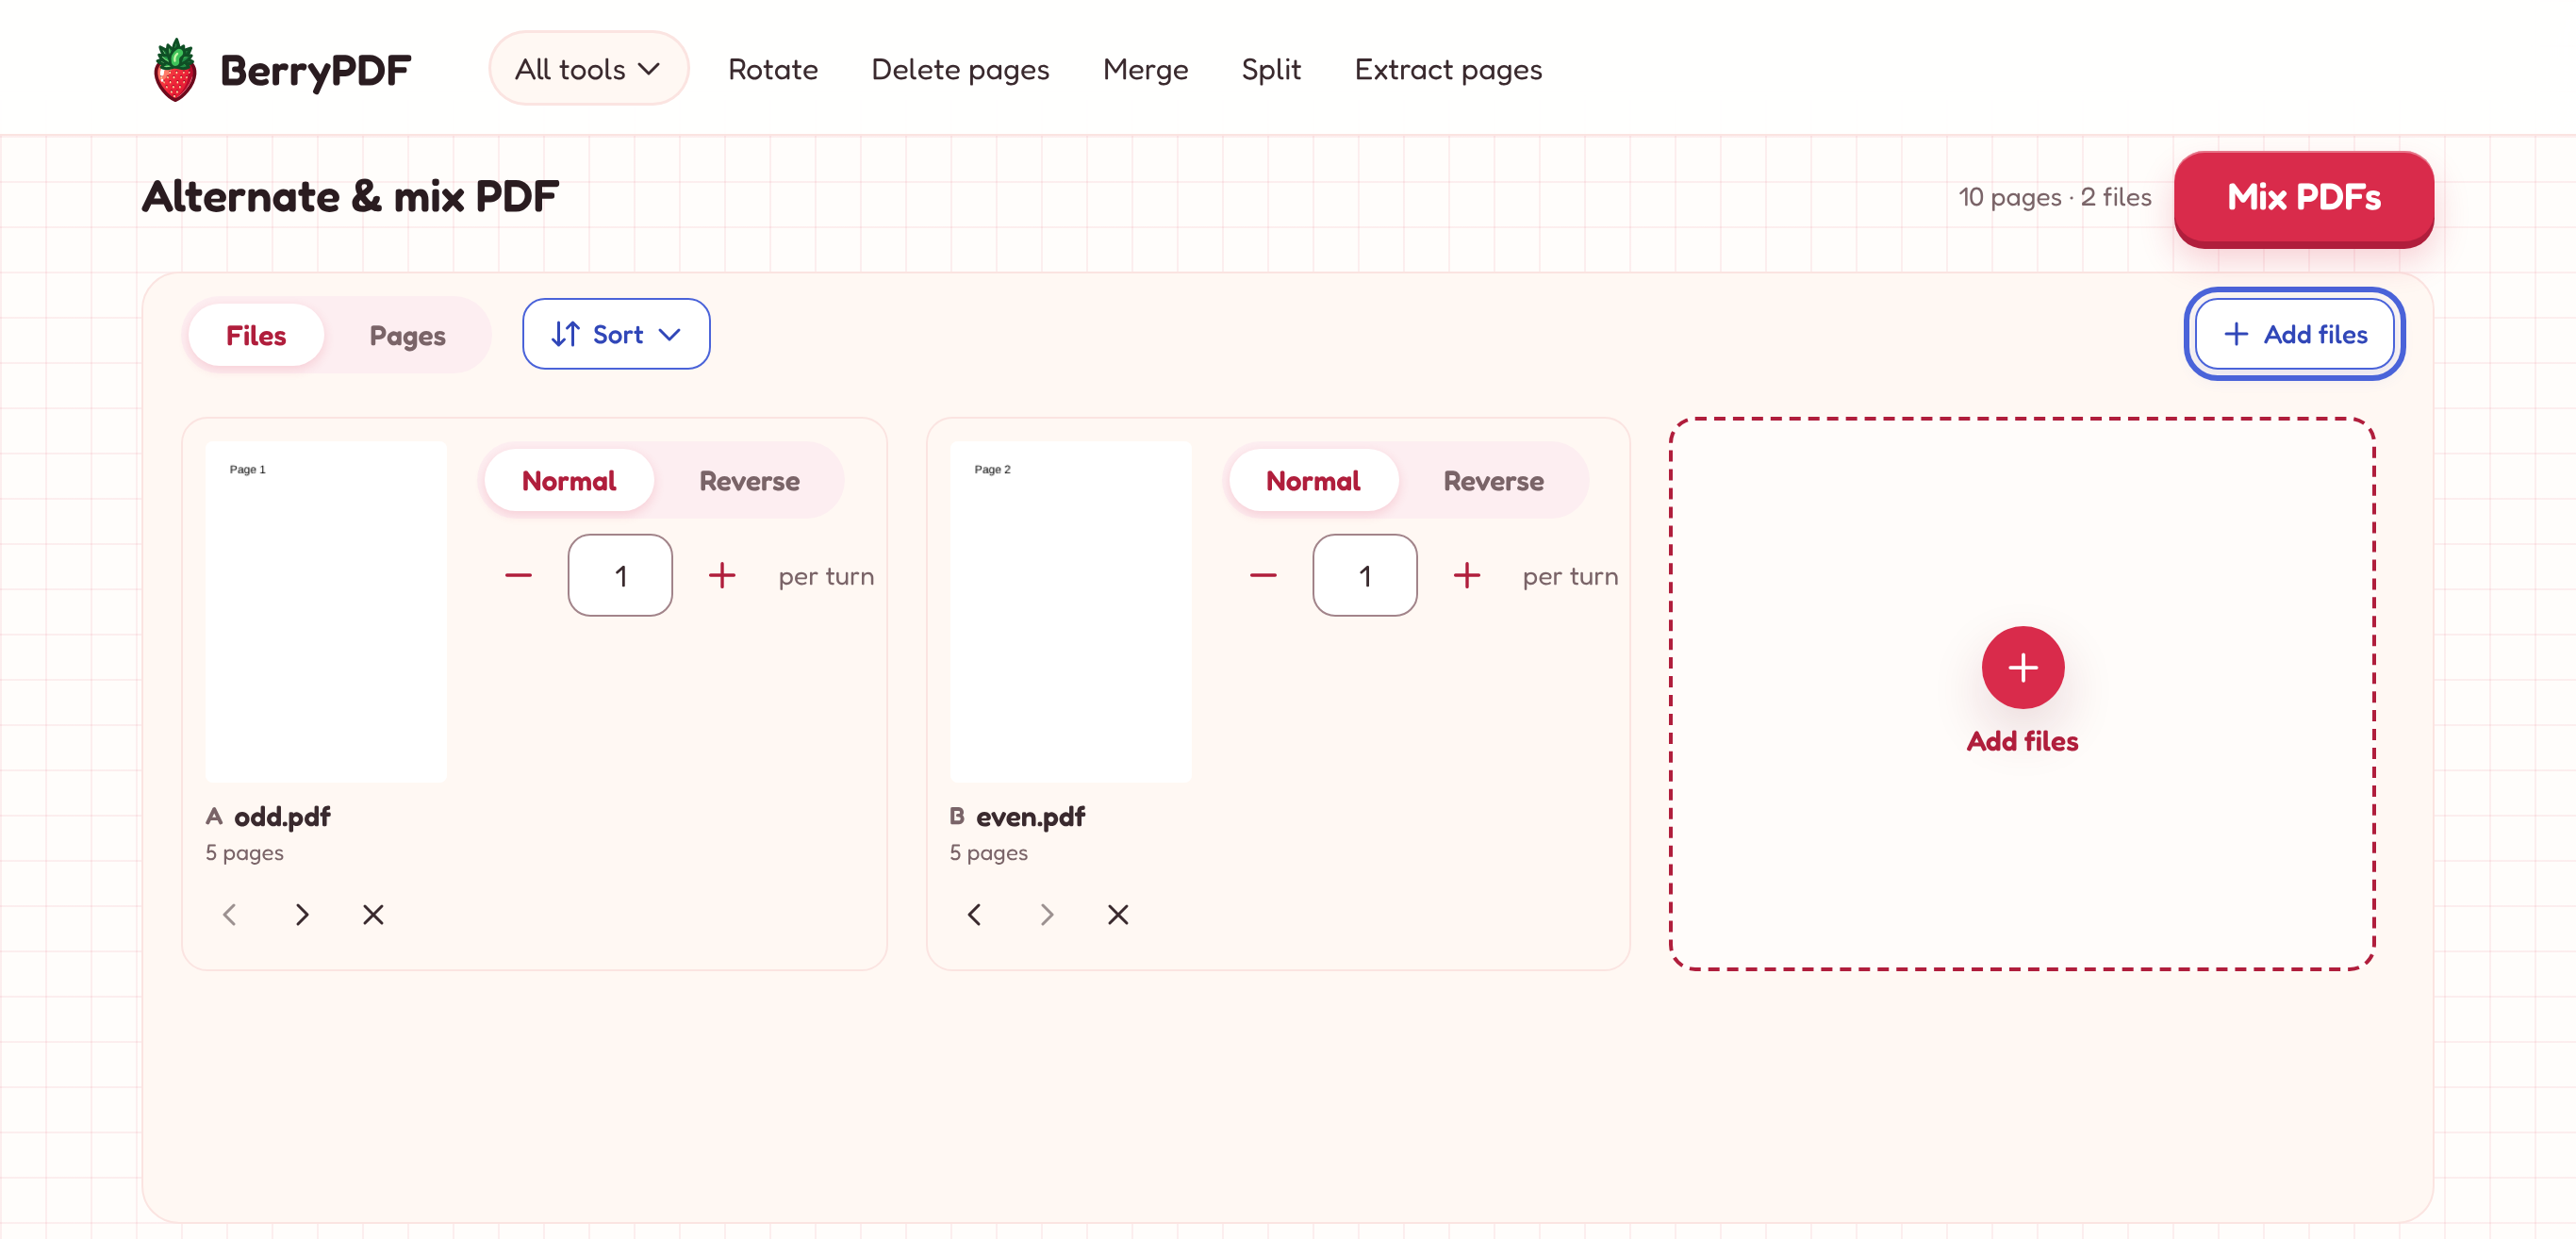 BerryPDF All tools Rotate Delete pages Merge Split Extract pages
Alternate & mix PDF 10 pages · 2 files Mix PDFs
Files Pages Sort Add files
Page 1 Normal Reverse Page 2 Normal Reverse
1 per turn 1 per turn
Add files
A odd.pdf B even.pdf
5 pages 5 pages